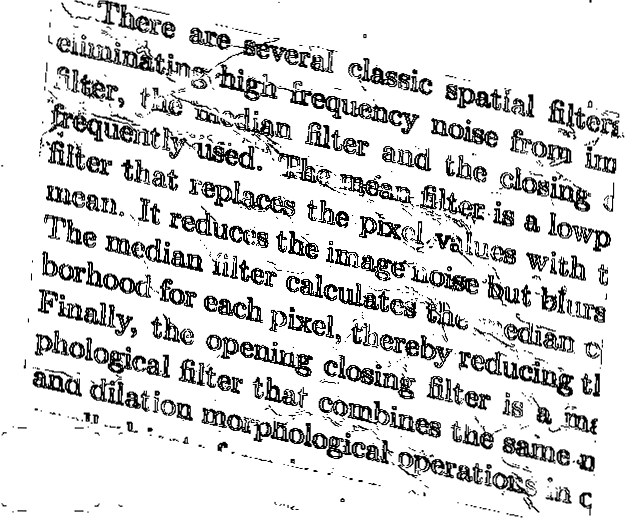 There are several classic spatial filters
eliminating high frequency noise from im
filter, the median filter and the closing
frequently used. The mean filter is a lowp
filter that replaces the pixel values with t
mean. It reduces the image noise but blurs
The median filter calculates the median o
borhood for each pixel, thereby reducing t
Finally, the opening closing filter is a ma
phological filter that combines the same n
and dilation morphological operations in c